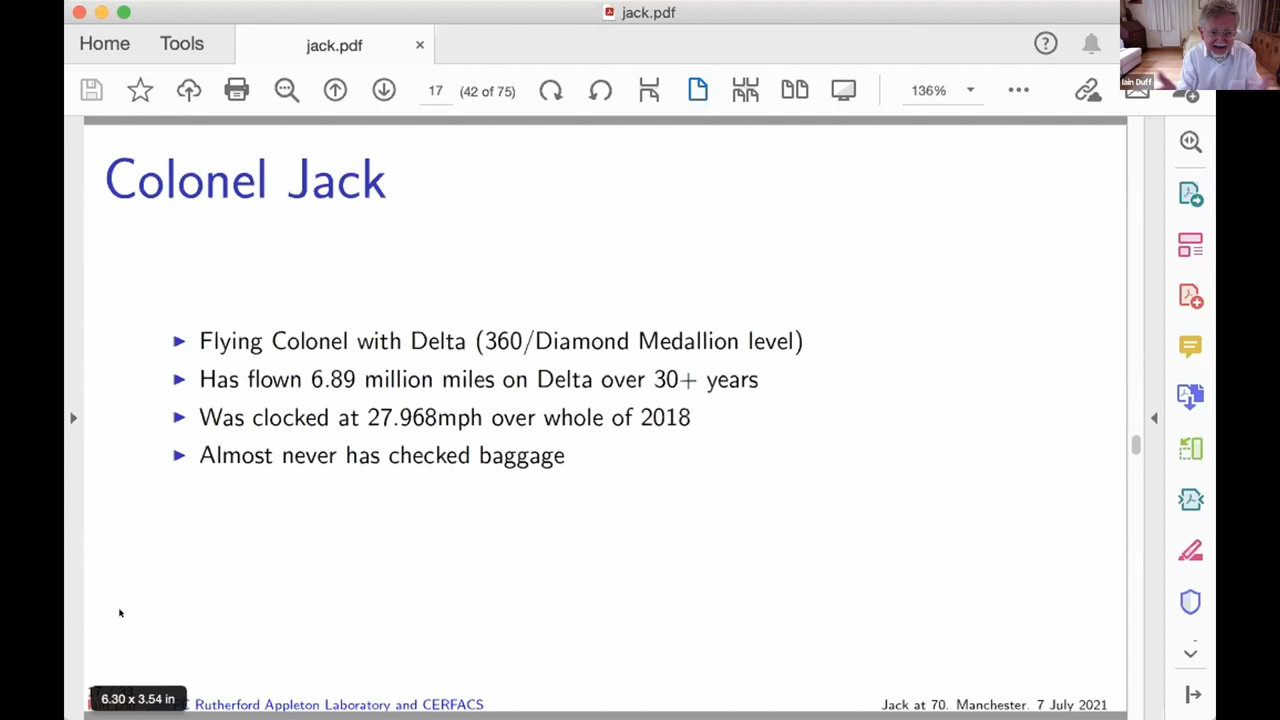 jack.pdf
Home
Tools
jack.pdf
17 (42 of 75)
136%
Iain Duff
Colonel Jack
Flying Colonel with Delta (360/Diamond Medallion level)
Has flown 6.89 million miles on Delta over 30+ years
Was clocked at 27.968mph over whole of 2018
Almost never has checked baggage
6.30 x 3.54 in
Rutherford Appleton Laboratory and CERFACS
Jack at 70. Manchester. 7 July 2021